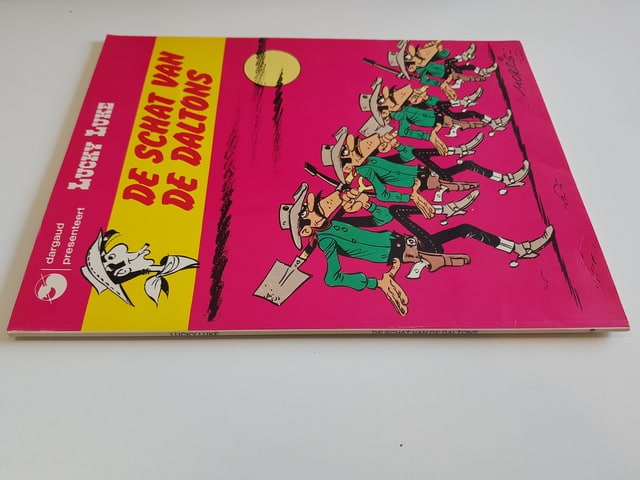 dargaud
presenteert
LUCKY LUKE
DE SCHAT VAN
DE DALTONS
MORRIS
LUCKY LUKE
DE SCHAT VAN DE DALTONS